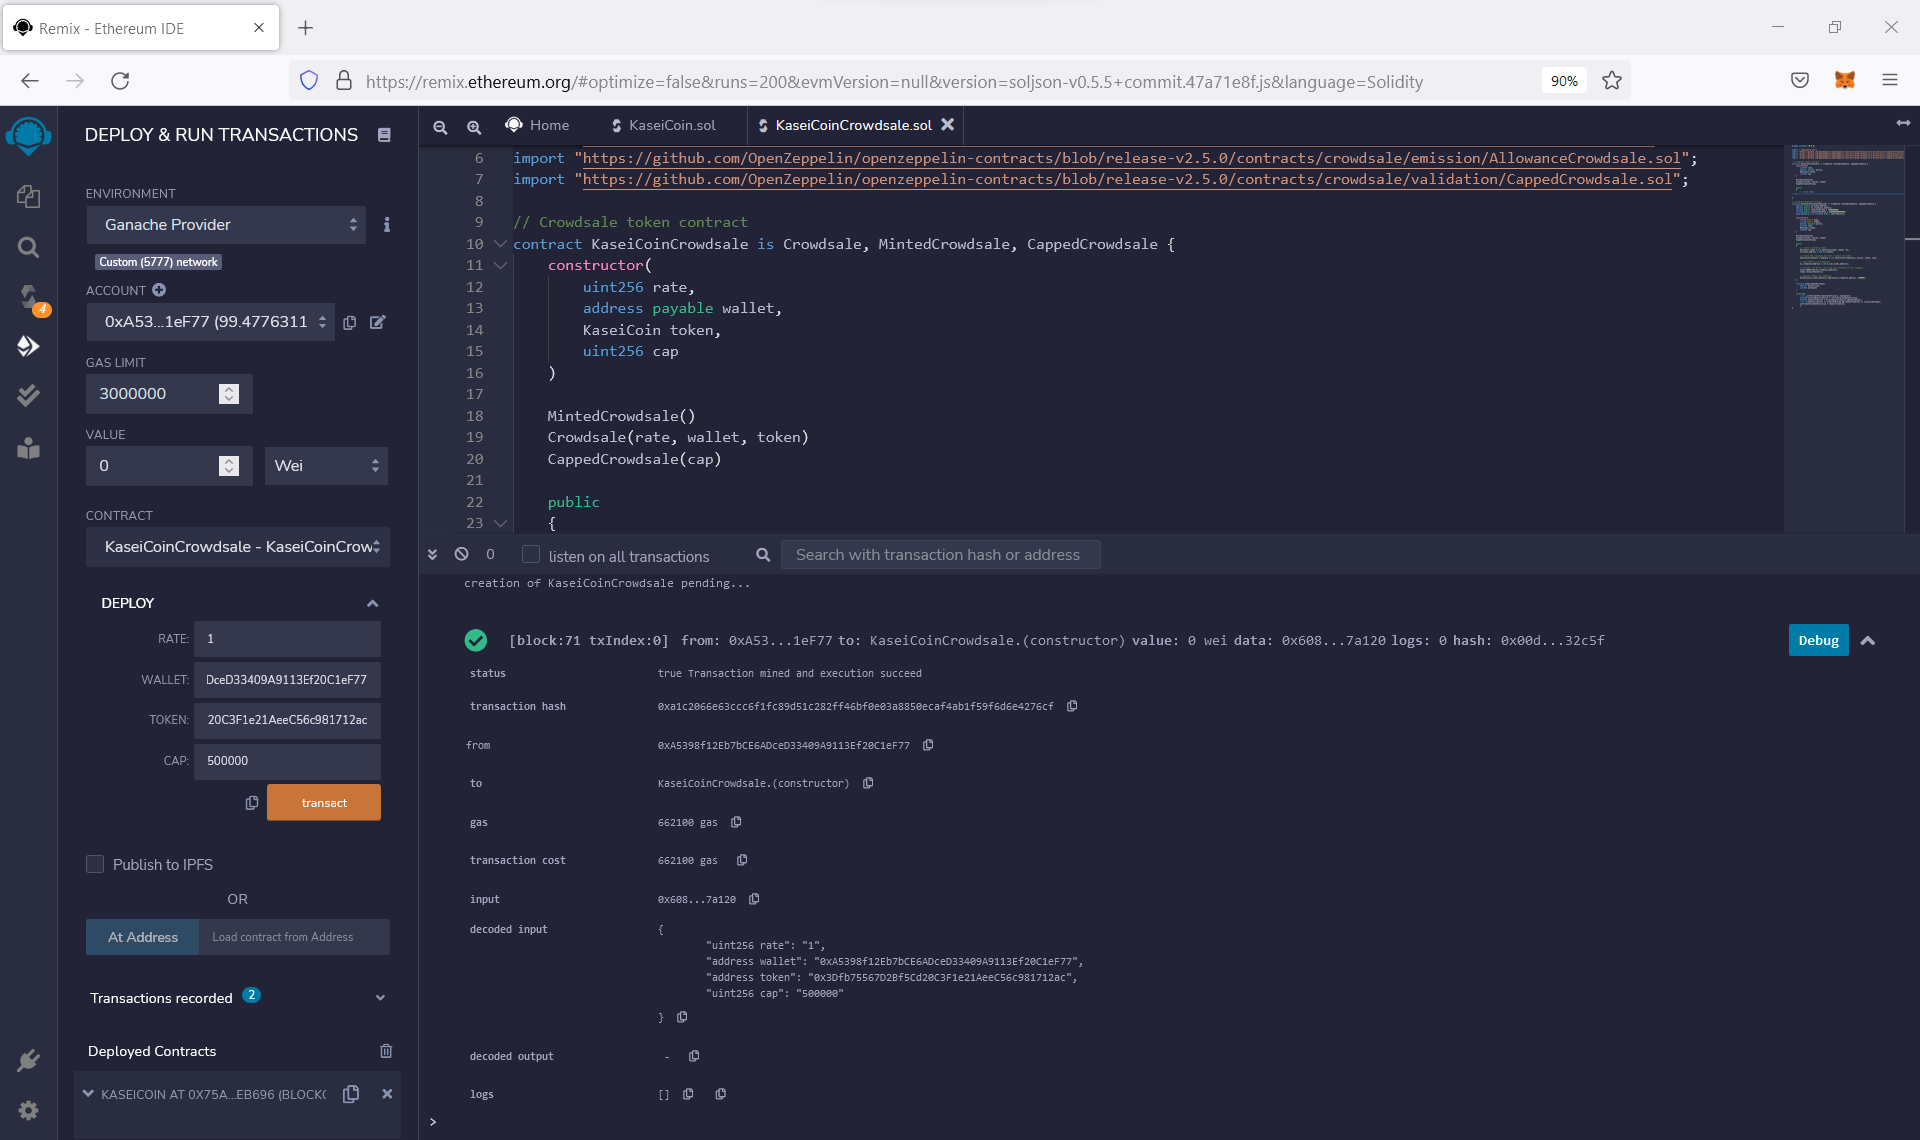 Remix - Ethereum IDE
https://remix.ethereum.org/#optimize=false&runs=200&evmVersion=null&version=soljson-v0.5.5+commit.47a71e8f.js&language=Solidity
90%
DEPLOY & RUN TRANSACTIONS
ENVIRONMENT
Ganache Provider
Custom (5777) network
ACCOUNT
0xA53...1eF77 (99.4776311
GAS LIMIT
3000000
VALUE
0
Wei
CONTRACT
KaseiCoinCrowdsale - KaseiCoinCrow
DEPLOY
RATE: 1
WALLET: DceD33409A9113Ef20C1eF77
TOKEN: 20C3F1e21AeeC56c981712ac
CAP: 500000
transact
Publish to IPFS
OR
At Address
Load contract from Address
Transactions recorded 2
Deployed Contracts
KASEICOIN AT 0X75A...EB696 (BLOCKC
4
Home
KaseiCoin.sol
KaseiCoinCrowdsale.sol
6 import "https://github.com/OpenZeppelin/openzeppelin-contracts/blob/release-v2.5.0/contracts/crowdsale/emission/AllowanceCrowdsale.sol";
7 import "https://github.com/OpenZeppelin/openzeppelin-contracts/blob/release-v2.5.0/contracts/crowdsale/validation/CappedCrowdsale.sol";
8
9 // Crowdsale token contract
10 contract KaseiCoinCrowdsale is Crowdsale, MintedCrowdsale, CappedCrowdsale {
11 constructor(
12 uint256 rate,
13 address payable wallet,
14 KaseiCoin token,
15 uint256 cap
16 )
17
18 MintedCrowdsale()
19 Crowdsale(rate, wallet, token)
20 CappedCrowdsale(cap)
21
22 public
23 {
0
listen on all transactions
Search with transaction hash or address
creation of KaseiCoinCrowdsale pending...
[block:71 txIndex:0] from: 0xA53...1eF77 to: KaseiCoinCrowdsale.(constructor) value: 0 wei data: 0x608...7a120 logs: 0 hash: 0x00d...32c5f
Debug
status true Transaction mined and execution succeed
transaction hash 0xa1c2066e63ccc6f1fc89d51c282ff46bf0e03a8850ecaf4ab1f59f6d6e4276cf
from 0xA5398f12Eb7bCE6ADceD33409A9113Ef20C1eF77
to KaseiCoinCrowdsale.(constructor)
gas 662100 gas
transaction cost 662100 gas
input 0x608...7a120
decoded input {
"uint256 rate": "1",
"address wallet": "0xA5398f12Eb7bCE6ADceD33409A9113Ef20C1eF77",
"address token": "0x3Dfb75567D2Bf5Cd20C3F1e21AeeC56c981712ac",
"uint256 cap": "500000"
}
decoded output -
logs []
>